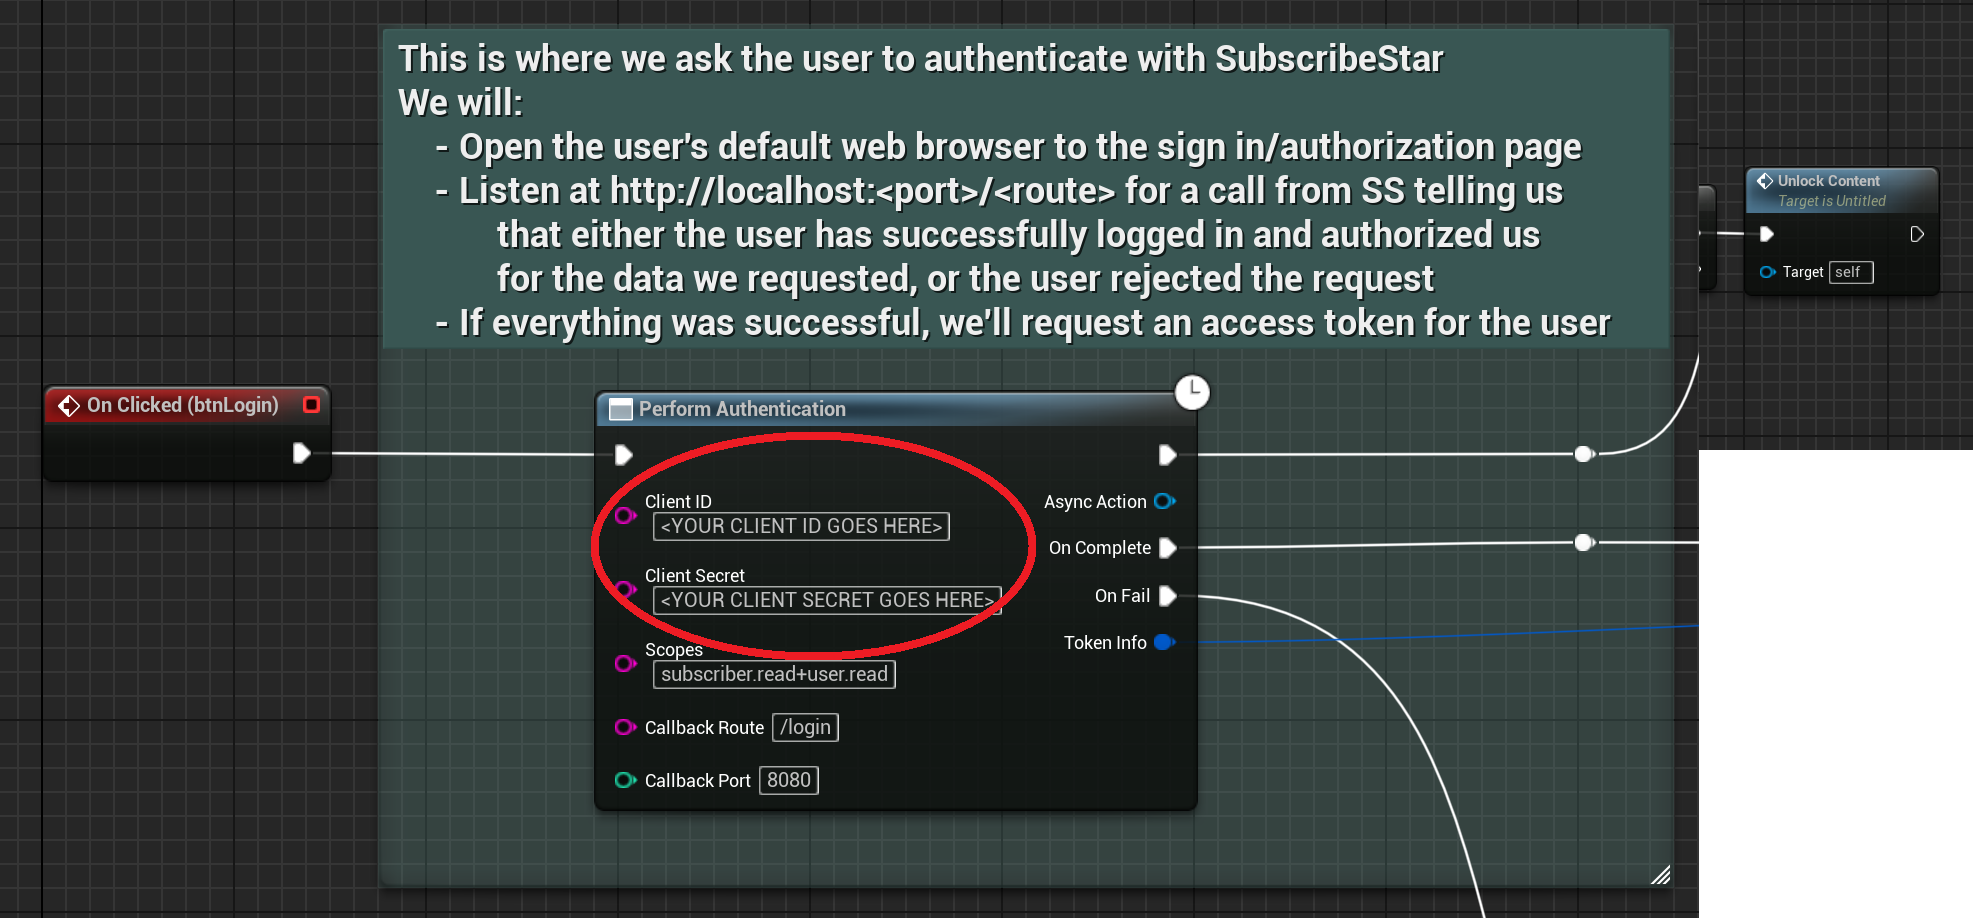 This is where we ask the user to authenticate with SubscribeStar
We will:
- Open the user's default web browser to the sign in/authorization page
- Listen at http://localhost:<port>/<route> for a call from SS telling us
that either the user has successfully logged in and authorized us
for the data we requested, or the user rejected the request
- If everything was successful, we'll request an access token for the user
Unlock Content
Target is Untitled
Target self
On Clicked (btnLogin)
Perform Authentication
Client ID
<YOUR CLIENT ID GOES HERE>
Client Secret
<YOUR CLIENT SECRET GOES HERE>
Scopes
subscriber.read+user.read
Callback Route /login
Callback Port 8080
Async Action
On Complete
On Fail
Token Info